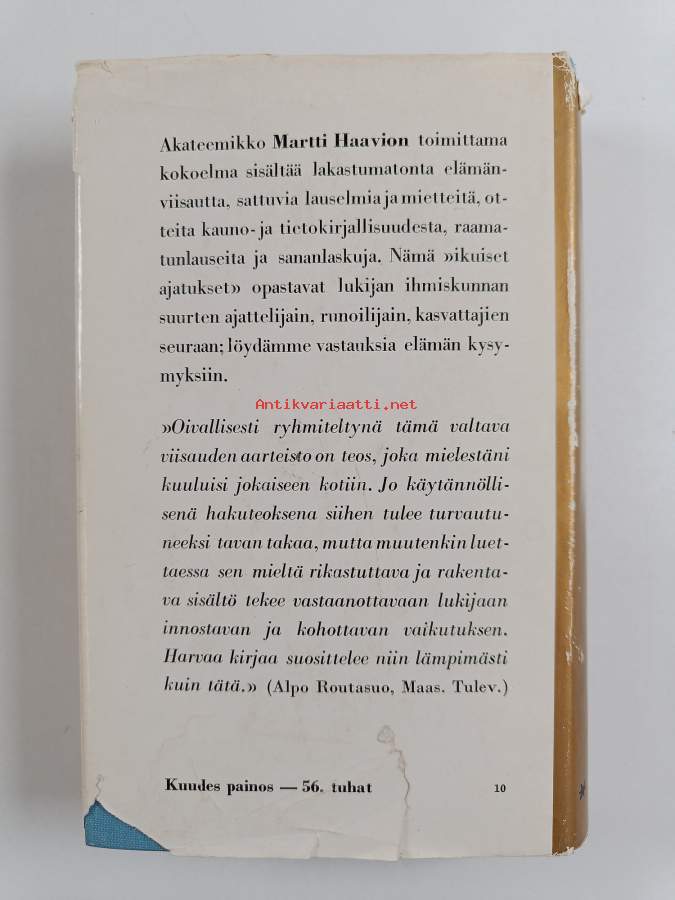 Akateemikko Martti Haavion toimittama
kokoelma sisältää lakastumatonta elämän-
viisautta, sattuvia lauselmia ja mietteitä, ot-
teita kauno- ja tietokirjallisuudesta, raama-
tunlauseita ja sananlaskuja. Nämä »ikuiset
ajatukset» opastavat lukijan ihmiskunnan
suurten ajattelijain, runoilijain, kasvattajien
seuraan; löydämme vastauksia elämän kysy-
myksiin.
Antikvariaatti.net
»Oivallisesti ryhmiteltynä tämä valtava
viisauden aarteisto on teos, joka mielestäni
kuuluisi jokaiseen kotiin. Jo käytännölli-
senä hakuteoksena siihen tulee turvautu-
neeksi tavan takaa, mutta muutenkin luet-
taessa sen mieltä rikastuttava ja rakenta-
va sisältö tekee vastaanottavaan lukijaan
innostavan ja kohottavan vaikutuksen.
Harvaa kirjaa suosittelee niin lämpimästi
kuin tätä.» (Alpo Routasuo, Maas. Tulev.)
Kuudes painos — 56. tuhat 10